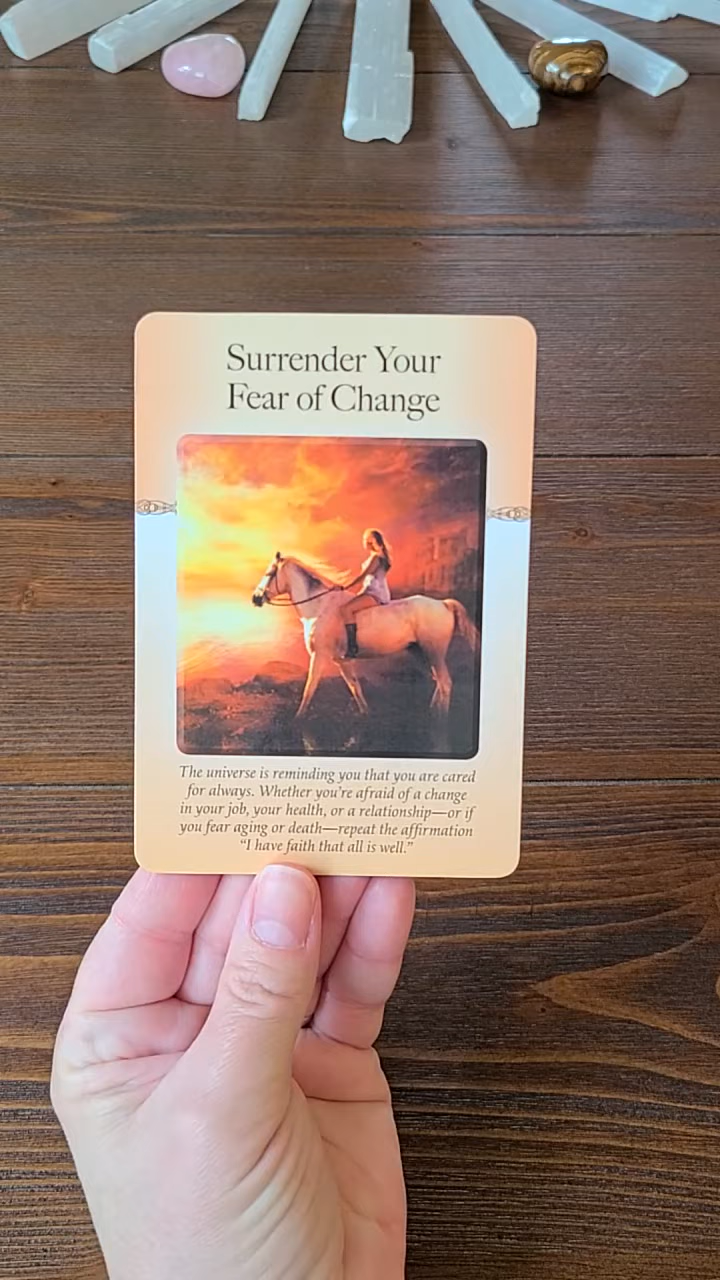 Surrender Your
Fear of Change
The universe is reminding you that you are cared
for always. Whether you're afraid of a change
in your job, your health, or a relationship—or if
you fear aging or death—repeat the affirmation
“I have faith that all is well.”